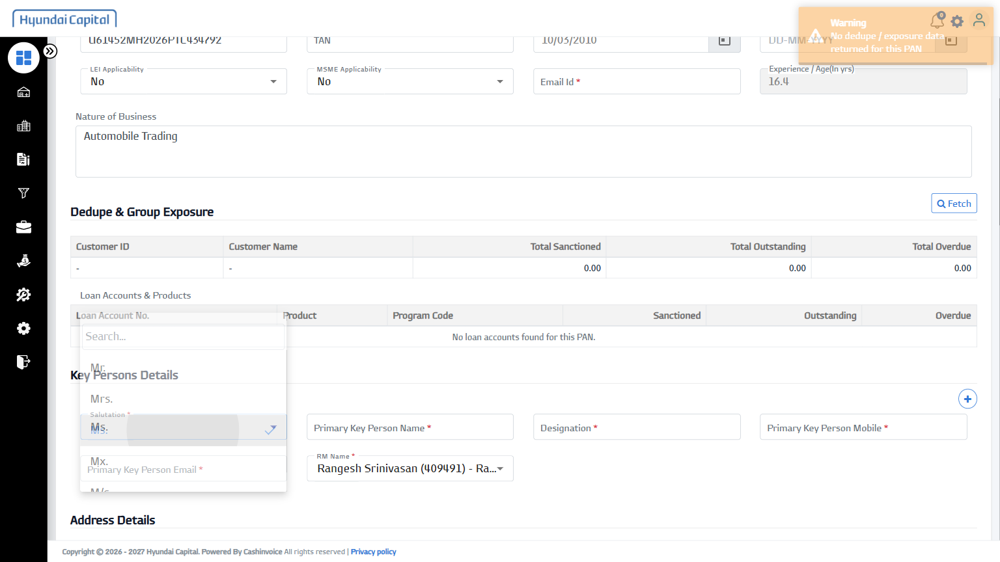 Hyundai Capital
0
Warning
No dedupe / exposure data
returned for this PAN
U61452MH2026PTC434792
TAN
10/03/2010
DD-MM-YYYY
LEI Applicability
No
MSME Applicability
No
Email Id *
Experience / Age(In yrs)
16.4
Nature of Business
Automobile Trading
Dedupe & Group Exposure
Fetch
Customer ID Customer Name Total Sanctioned Total Outstanding Total Overdue
- - 0.00 0.00 0.00
Loan Accounts & Products
Loan Account No. Product Program Code Sanctioned Outstanding Overdue
No loan accounts found for this PAN.
Search...
Mr.
Key Persons Details
Mrs.
Salutation *
Ms.
Ms.
Primary Key Person Name *
Designation *
Primary Key Person Mobile *
Mx.
Primary Key Person Email *
RM Name *
Rangesh Srinivasan (409491) - Ra...
M/s
Address Details
Copyright © 2026 - 2027 Hyundai Capital. Powered By Cashinvoice All rights reserved | Privacy policy